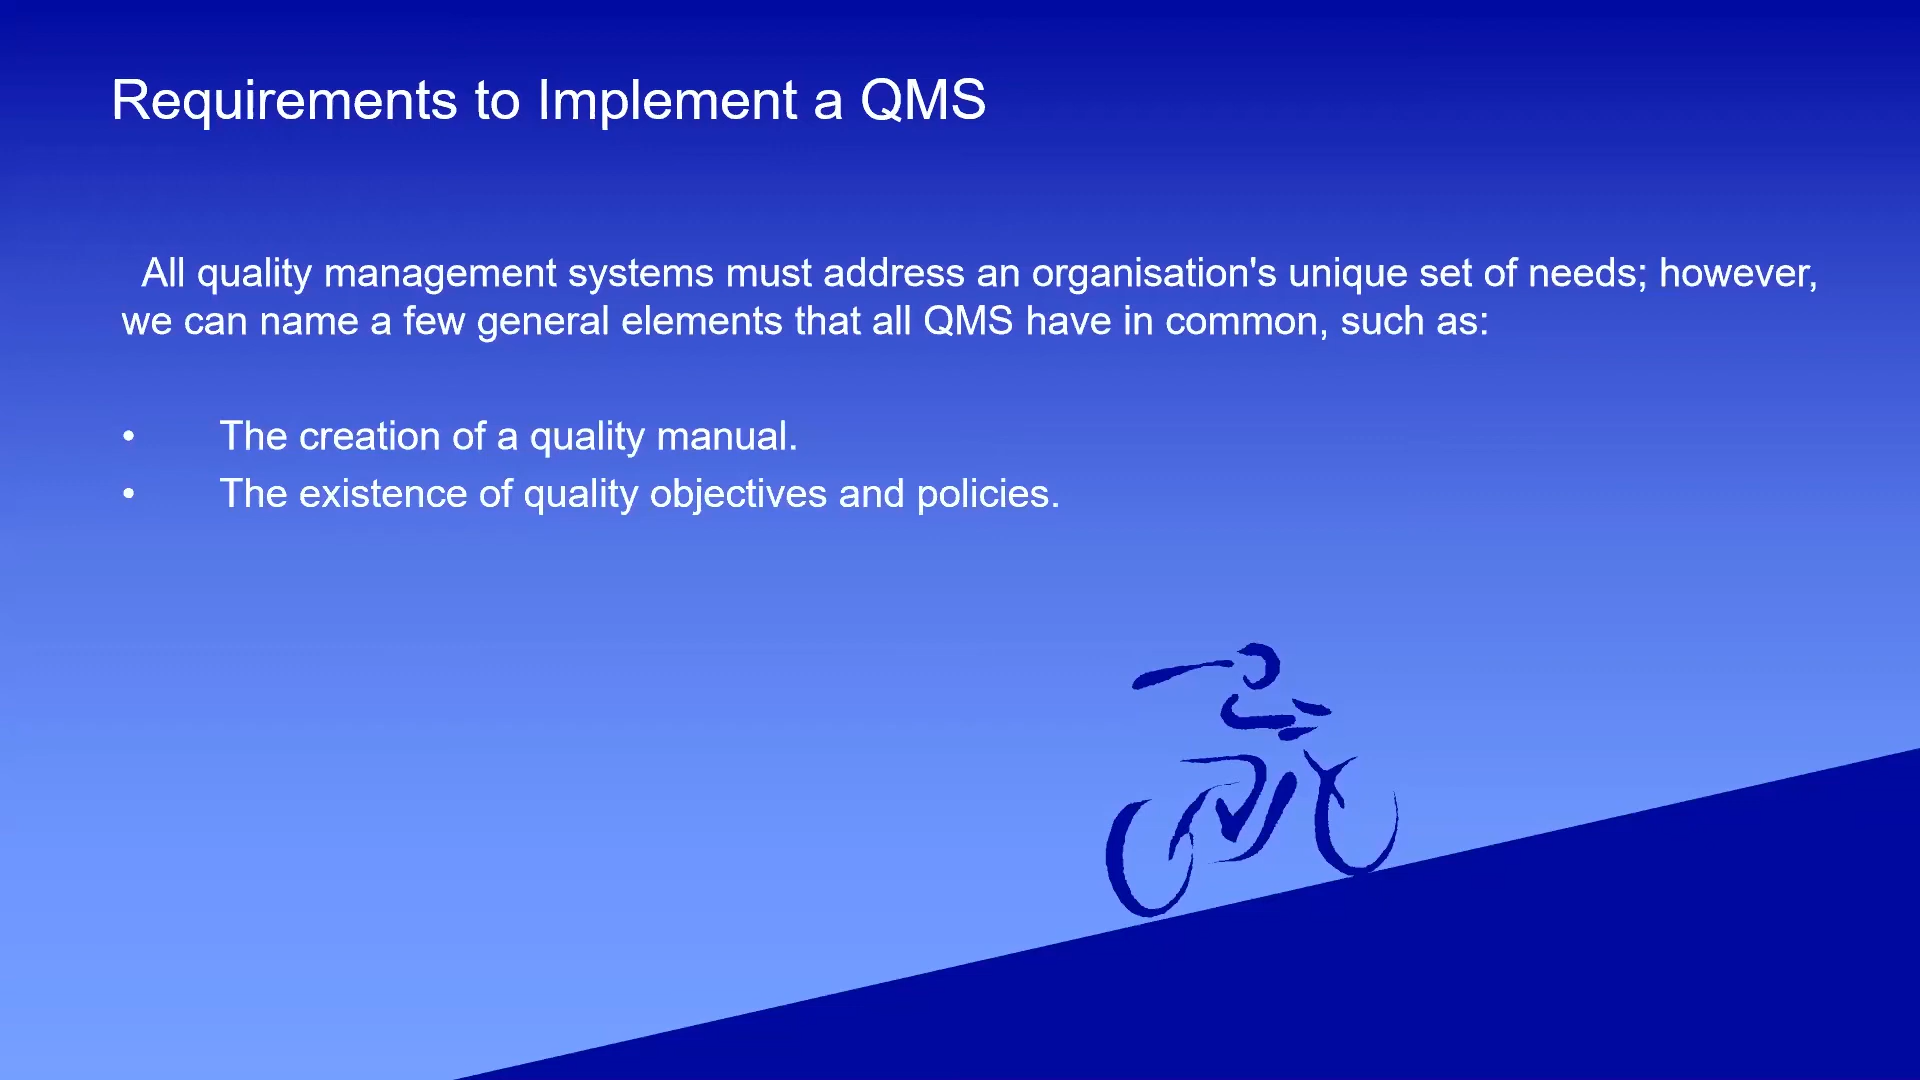 Requirements to Implement a QMS
All quality management systems must address an organisation's unique set of needs; however,
we can name a few general elements that all QMS have in common, such as:
• The creation of a quality manual.
• The existence of quality objectives and policies.